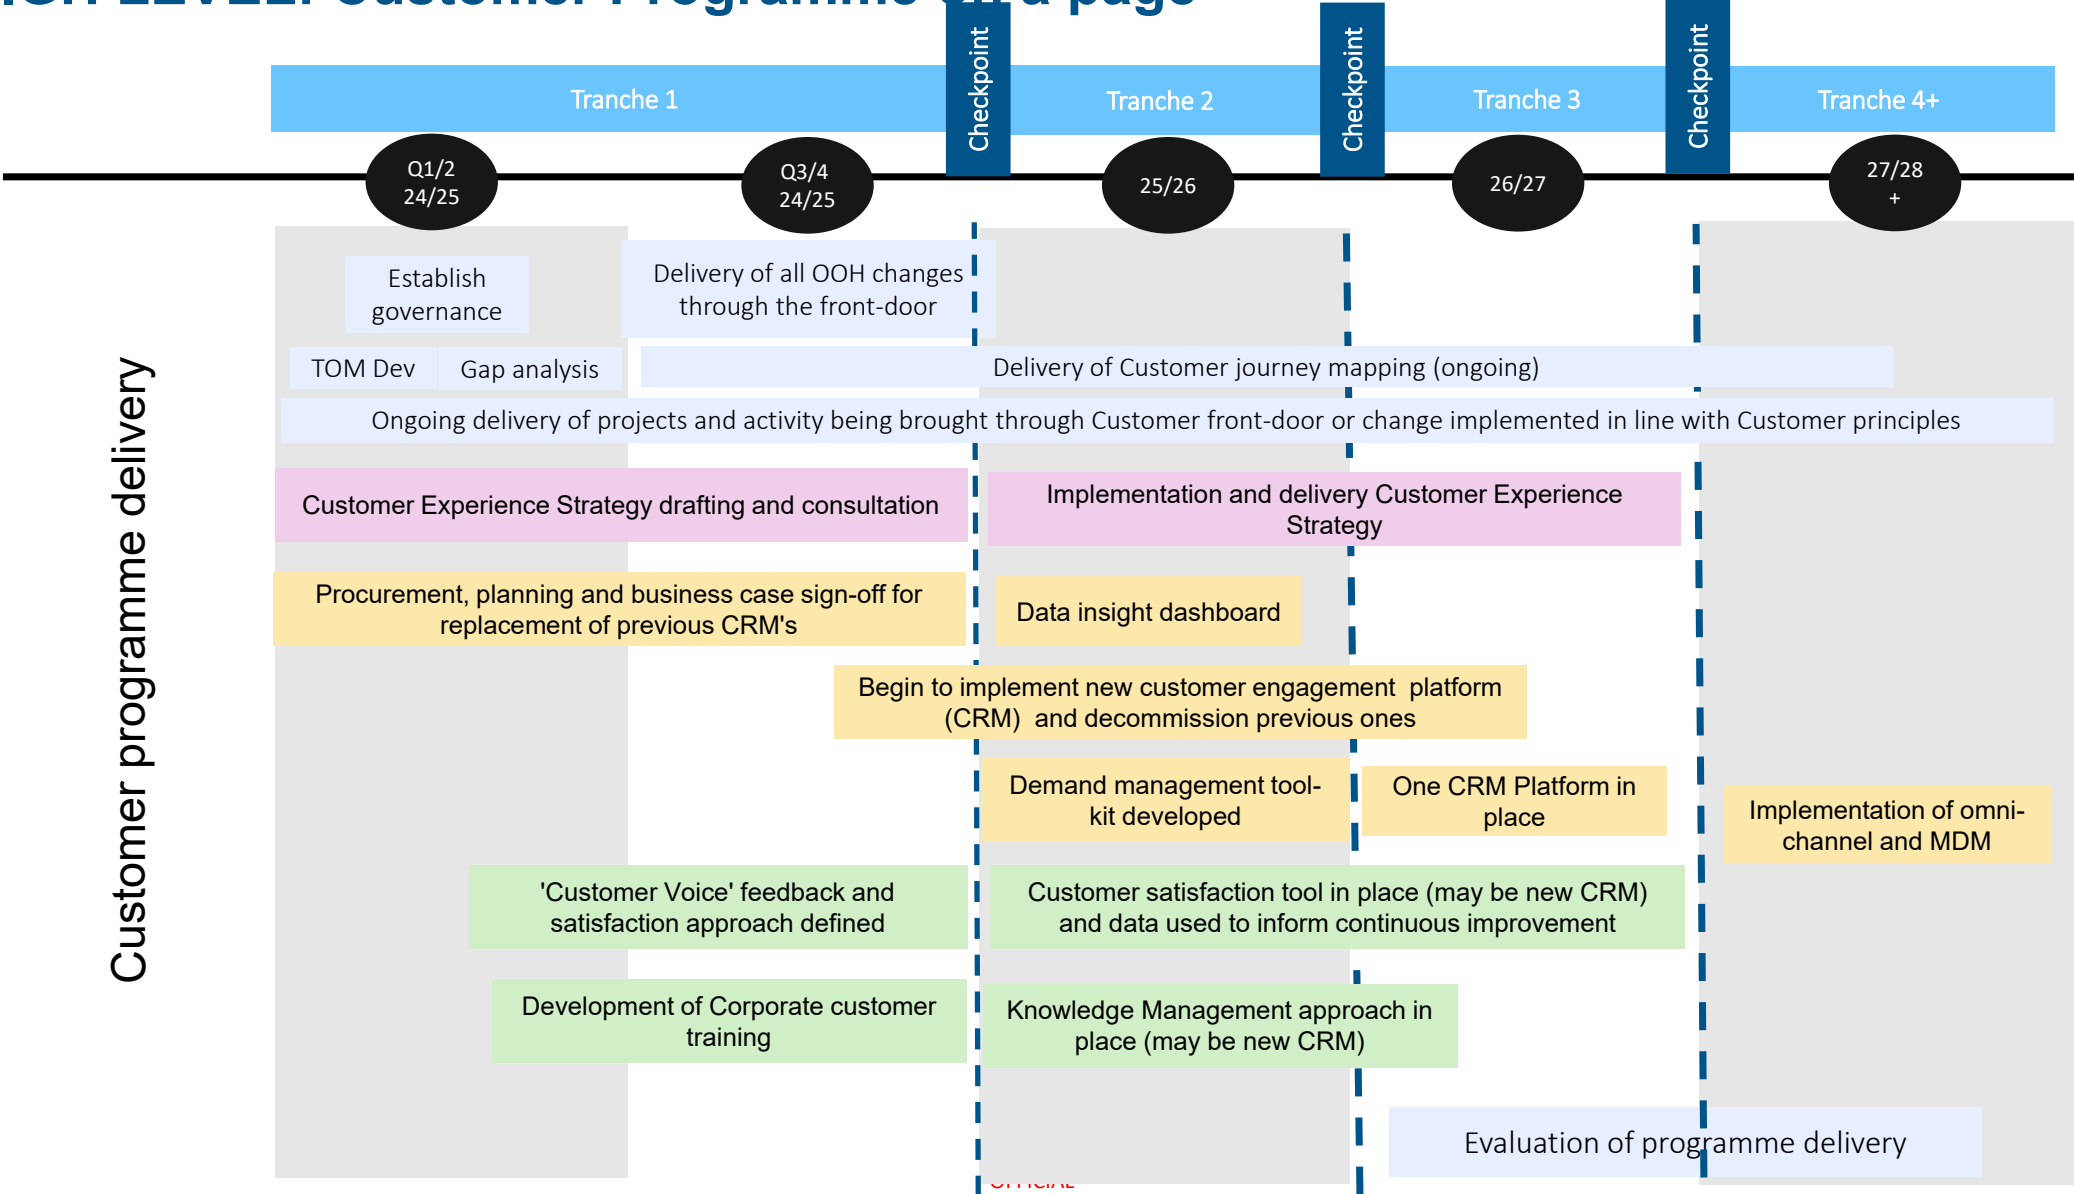 Customer Programme on a page
Checkpoint
Checkpoint
Checkpoint
Tranche 1
Tranche 2
Tranche 3
Tranche 4+
Q1/2
24/25
Q3/4
24/25
25/26
26/27
27/28
+
Customer programme delivery
Establish
governance
Delivery of all OOH changes
through the front-door
TOM Dev
Gap analysis
Delivery of Customer journey mapping (ongoing)
Ongoing delivery of projects and activity being brought through Customer front-door or change implemented in line with Customer principles
Customer Experience Strategy drafting and consultation
Implementation and delivery Customer Experience
Strategy
Procurement, planning and business case sign-off for
replacement of previous CRM's
Data insight dashboard
Begin to implement new customer engagement platform
(CRM) and decommission previous ones
Demand management tool-
kit developed
One CRM Platform in
place
Implementation of omni-
channel and MDM
'Customer Voice' feedback and
satisfaction approach defined
Customer satisfaction tool in place (may be new CRM)
and data used to inform continuous improvement
Development of Corporate customer
training
Knowledge Management approach in
place (may be new CRM)
Evaluation of programme delivery
OFFICIAL